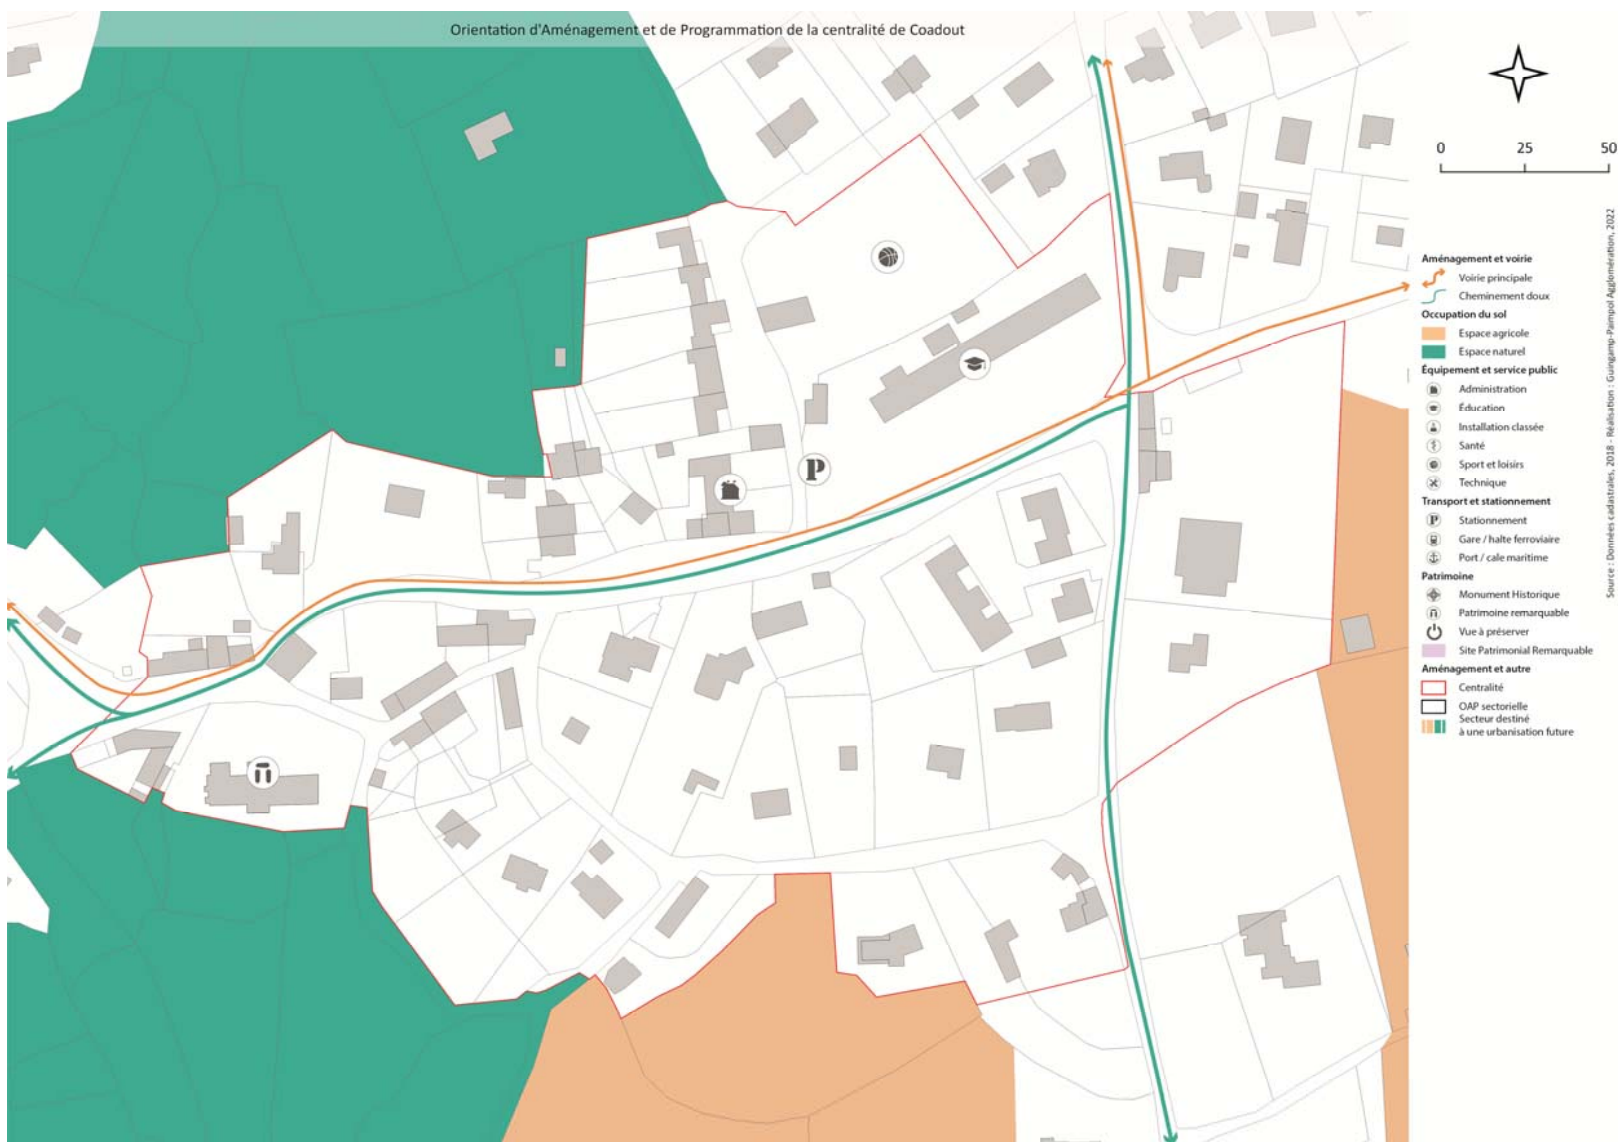 Orientation d'Aménagement et de Programmation de la centralité de Coadout
0 25 50
Aménagement et voirie
Voirie principale
Cheminement doux
Occupation du sol
Espace agricole
Espace naturel
Équipement et service public
Administration
Éducation
Installation classée
Santé
Sport et loisirs
Technique
Transport et stationnement
P Stationnement
Gare / halte ferroviaire
Port / cale maritime
Patrimoine
Monument Historique
Patrimoine remarquable
Vue à préserver
Site Patrimonial Remarquable
Aménagement et autre
Centralité
OAP sectorielle
Secteur destiné
à une urbanisation future
Source : Données cadastrales, 2018 - Réalisation : Guingamp-Paimpol Agglomération, 2022
P